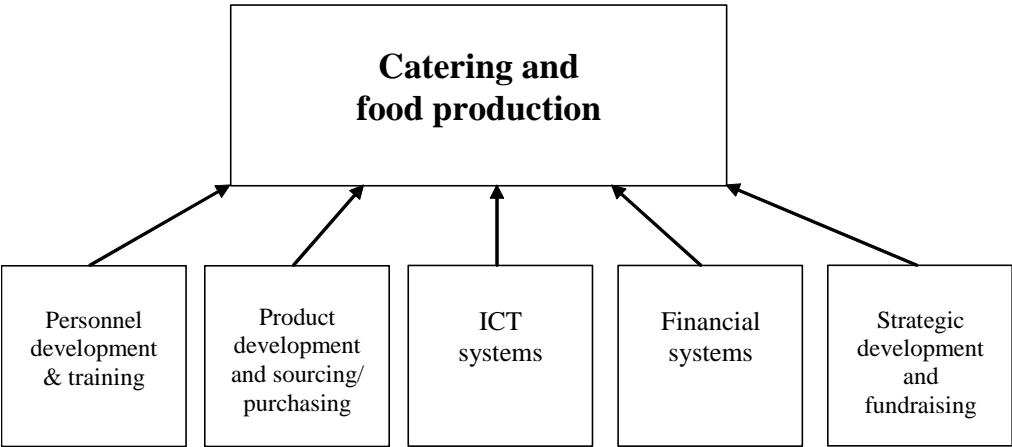 Catering and
food production
Personnel
development
& training
Product
development
and sourcing/
purchasing
ICT
systems
Financial
systems
Strategic
development
and
fundraising